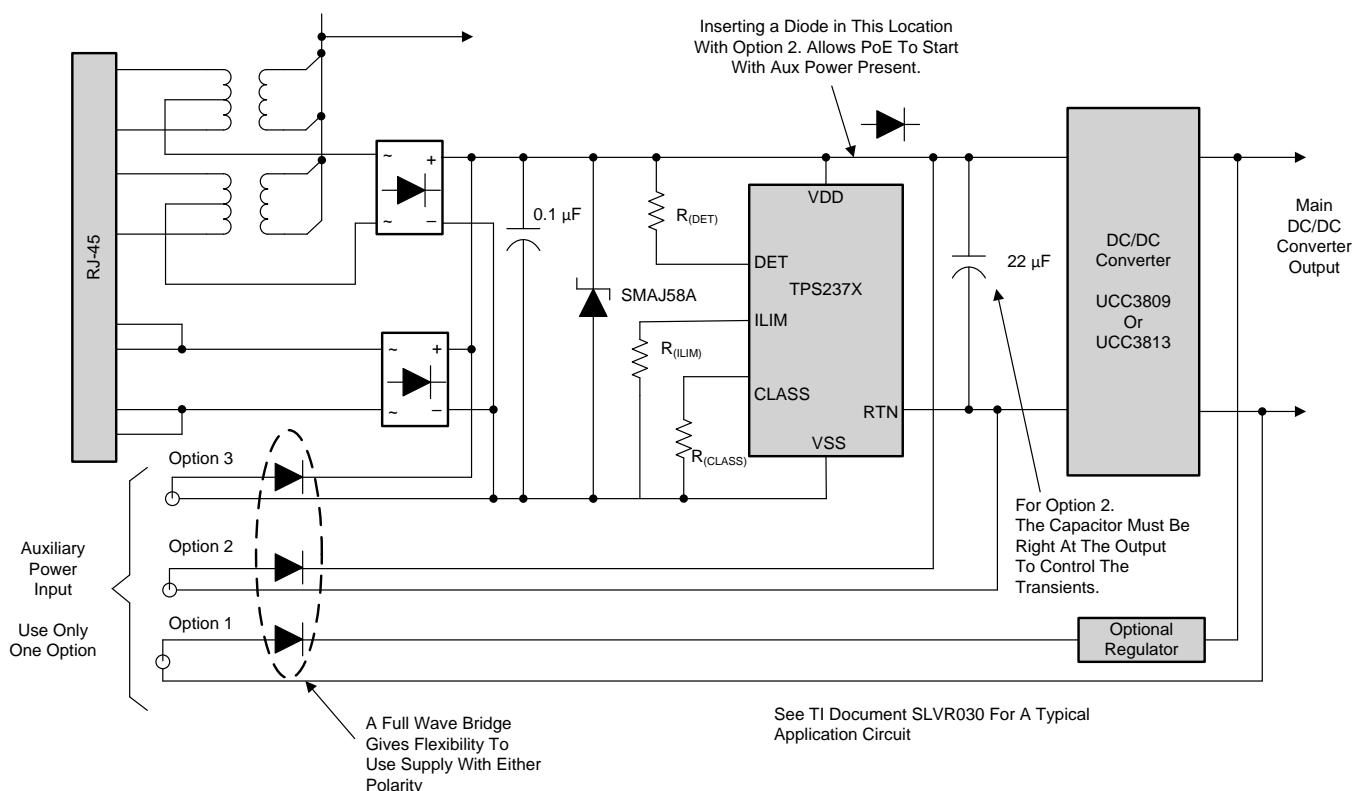 Inserting a Diode in This Location
With Option 2. Allows PoE To Start
With Aux Power Present.
RJ-45
~
+
~
−
~
+
~
−
0.1 µF
SMAJ58A
R(DET)
R(ILIM)
R(CLASS)
VDD
DET
TPS237X
ILIM
CLASS
RTN
VSS
22 µF
DC/DC
Converter
UCC3809
Or
UCC3813
Main
DC/DC
Converter
Output
Option 3
Option 2
Option 1
Auxiliary
Power
Input
Use Only
One Option
For Option 2.
The Capacitor Must Be
Right At The Output
To Control The
Transients.
Optional
Regulator
A Full Wave Bridge
Gives Flexibility To
Use Supply With Either
Polarity
See TI Document SLVR030 For A Typical
Application Circuit